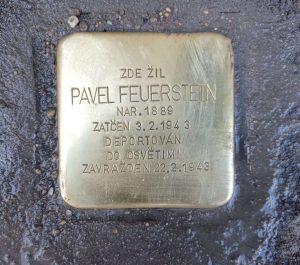 ZDE ŽIL
PAVEL FEUERSTEIN
NAR. 1889
ZATČEN 3.2.1943
DEPORTOVÁN
DO OSVĚTIMI
ZAVRAŽDĚN 22.2.1943